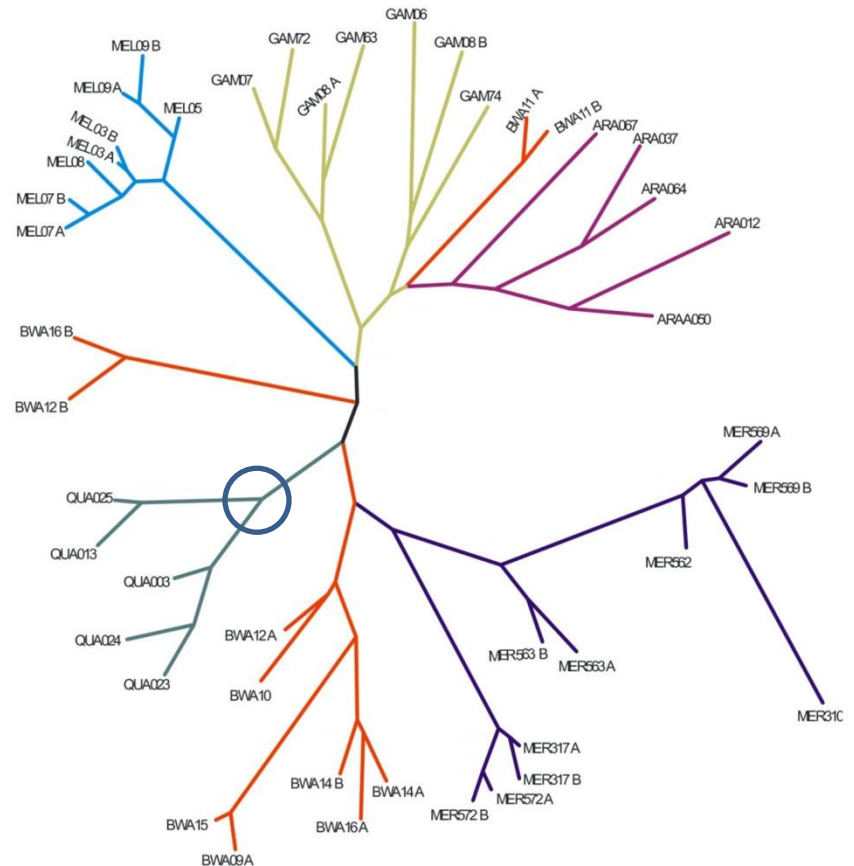 GAM06
GAM72
GAM63
MEL09 B
GAM08 B
GAM07
MEL09 A
GAM08 A
GAM74
MEL05
BWA11 A
BWA11 B
MEL03 B
ARA067
MEL03 A
ARA037
MEL08
ARA064
MEL07 B
ARA012
MEL07 A
ARAA050
BWA16 B
BWA12 B
MER569 A
MER569 B
QUA025
QUA013
MER562
QUA003
BWA12 A
QUA024
MER563 B
MER563 A
QUA023
BWA10
MER310
MER317 A
MER317 B
BWA14 B
BWA14 A
MER572 A
MER572 B
BWA15
BWA16 A
BWA09 A